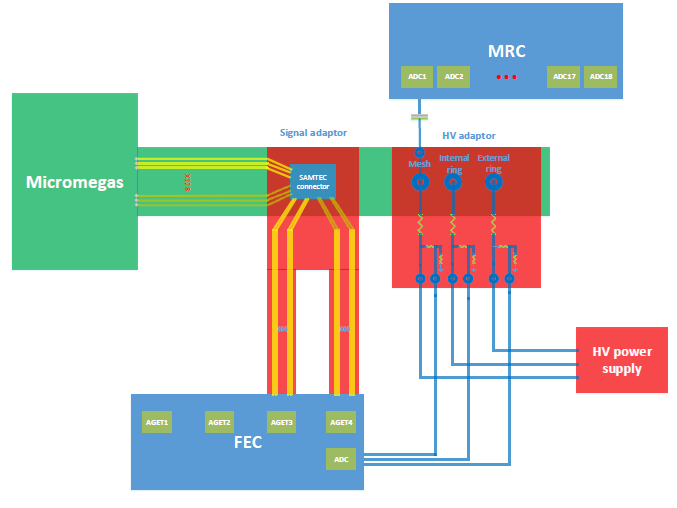 MRC
ADC1
ADC2
...
ADC17
ADC18
Signal adaptor
HV adaptor
Micromegas
X128
SAMTEC
connector
Mesh
Internal
ring
External
ring
HV power
supply
AGET1
AGET2
AGET3
AGET4
FEC
ADC